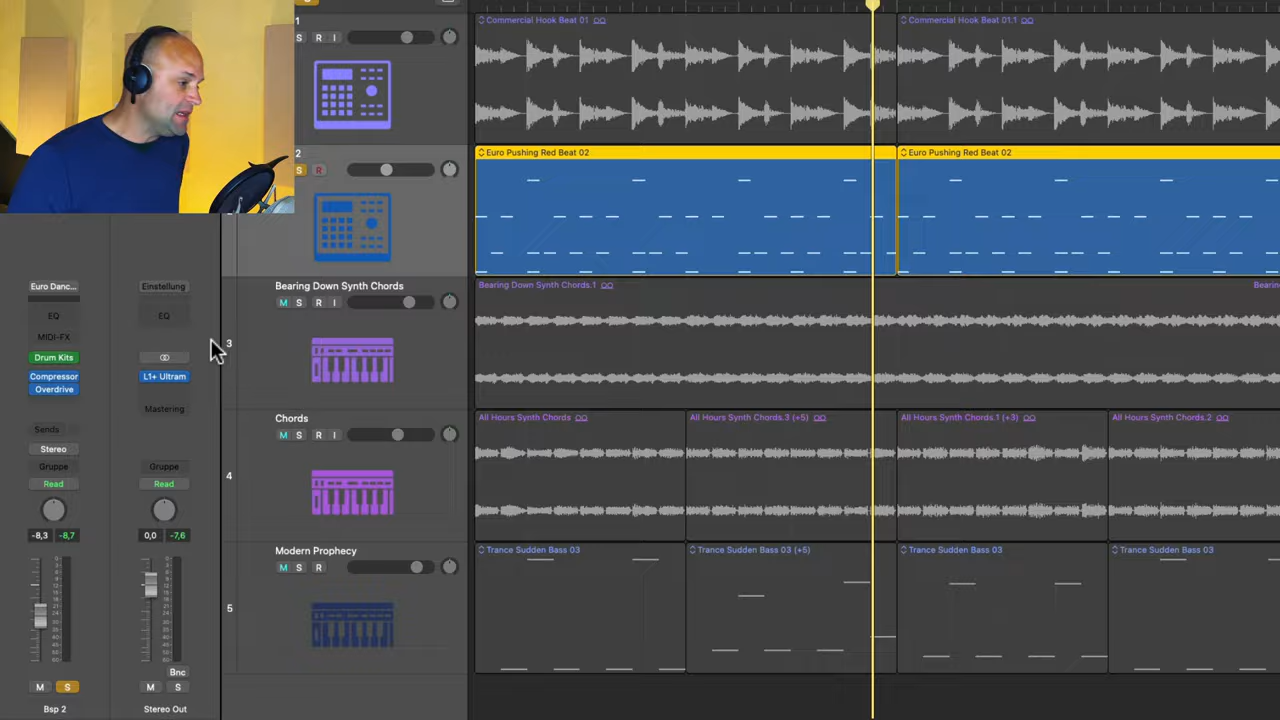 1
S R I
Commercial Hook Beat 01
Commercial Hook Beat 01.1
2
S R
Euro Pushing Red Beat 02
Euro Pushing Red Beat 02
3
Bearing Down Synth Chords
M S R I
Bearing Down Synth Chords.1
4
Chords
M S R I
All Hours Synth Chords
All Hours Synth Chords.3 (+5)
All Hours Synth Chords.1 (+3)
All Hours Synth Chords.2
5
Modern Prophecy
M S R
Trance Sudden Bass 03
Trance Sudden Bass 03 (+5)
Trance Sudden Bass 03
Trance Sudden Bass 03
Euro Danc...
Einstellung
EQ
EQ
MIDI-FX
Drum Kits
Compressor
L1+ Ultram
Overdrive
Mastering
Sends
Stereo
Gruppe
Gruppe
Read
Read
-8,3 -8,7
0,0 -7,6
Bnc
M S
M S
Bsp 2
Stereo Out